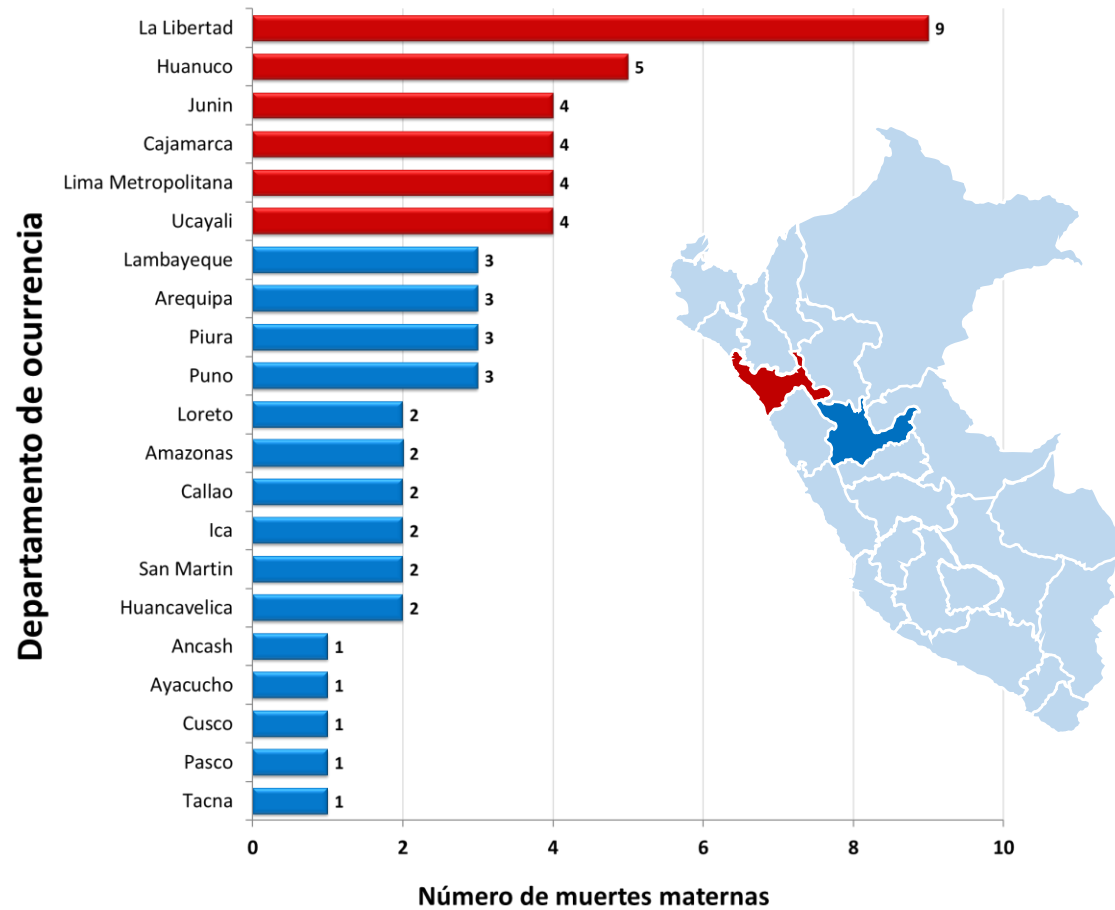 La Libertad 9
Huanuco 5
Junin 4
Cajamarca 4
Lima Metropolitana 4
Ucayali 4
Lambayeque 3
Arequipa 3
Piura 3
Puno 3
Loreto 2
Amazonas 2
Callao 2
Ica 2
San Martin 2
Huancavelica 2
Ancash 1
Ayacucho 1
Cusco 1
Pasco 1
Tacna 1
0 2 4 6 8 10
Número de muertes maternas
Departamento de ocurrencia